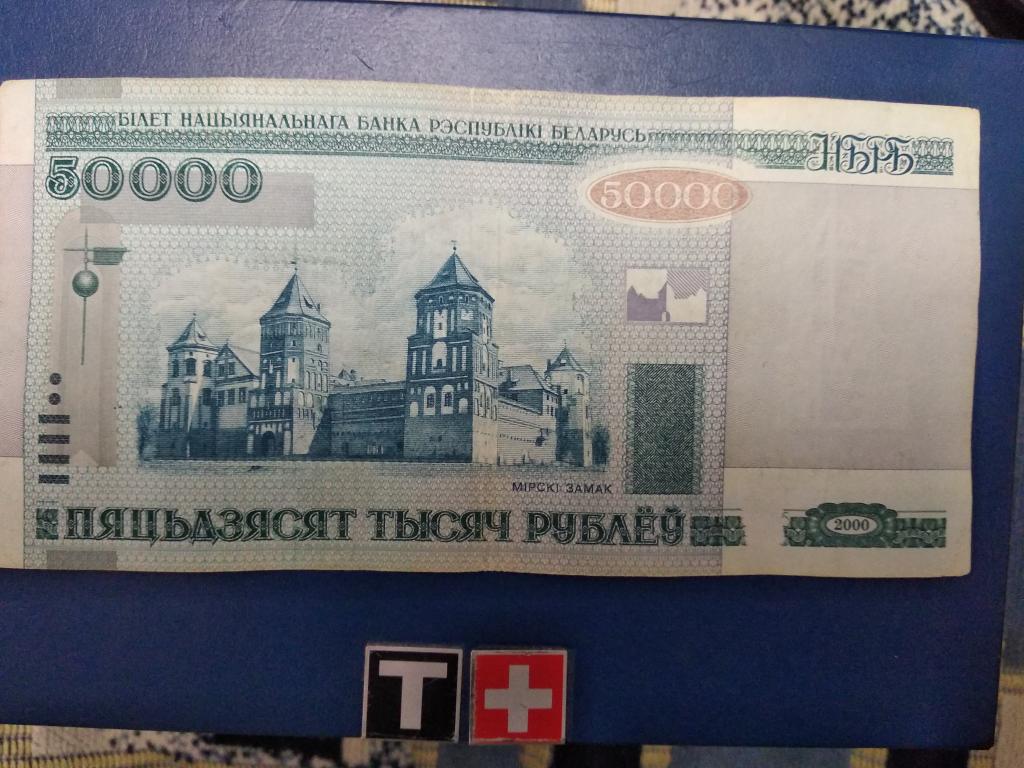 БІЛЕТ НАЦЫЯНАЛЬНАГА БАНКА РЭСПУБЛІКІ БЕЛАРУСЬ
НБРБ
50000
50000
МІРСКІ ЗАМАК
ПЯЦЬДЗЯСЯТ ТЫСЯЧ РУБЛЁЎ
2000
T